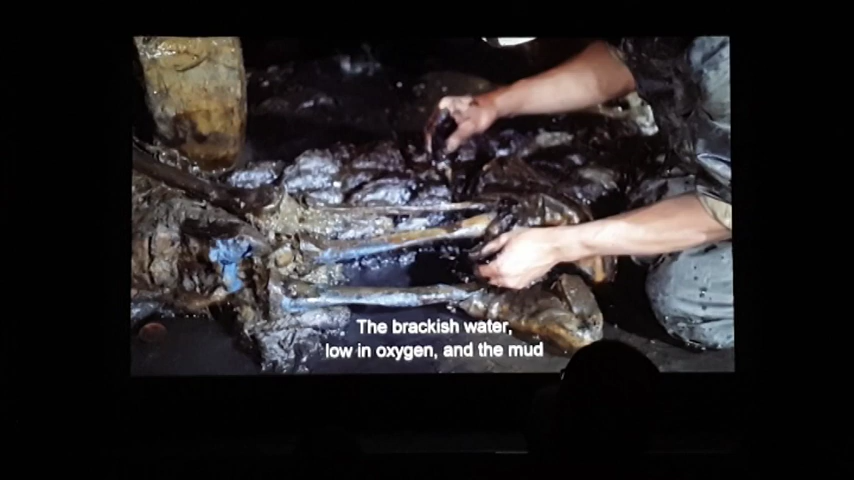 The brackish water,
low in oxygen, and the mud